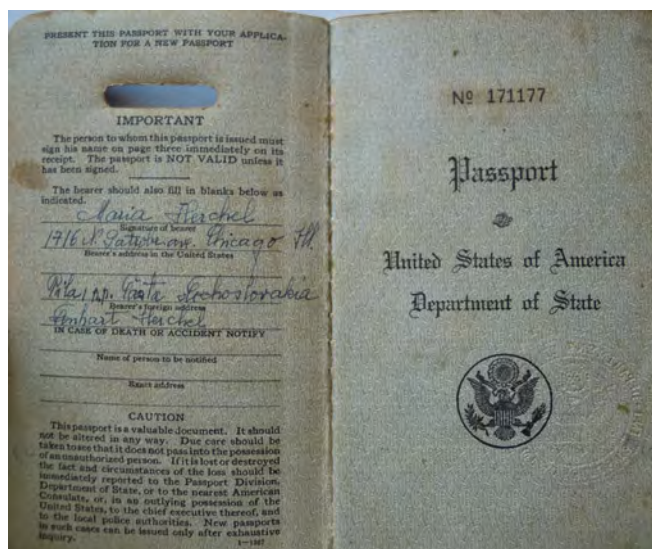 PRESENT THIS PASSPORT WITH YOUR APPLICA-
TION FOR A NEW PASSPORT
IMPORTANT
The person to whom this passport is issued must
sign his name on page three immediately on its
receipt. The passport is NOT VALID unless it
has been signed.
The bearer should also fill in blanks below as
indicated.
Maria Herchel
Signature of bearer
1716 N. ave. Chicago Ill.
Bearer's address in the United States
Píla, n.p.
Bearer's foreign address
Herchel
IN CASE OF DEATH OR ACCIDENT NOTIFY
Name of person to be notified
Exact address
CAUTION
This passport is a valuable document. It should
not be altered in any way. Due care should be
taken to see that it does not pass into the possession
of an unauthorized person. If it is lost or destroyed
the fact and circumstances of the loss should be
immediately reported to the Passport Division,
Department of State, or to the nearest American
Consulate, or, in an outlying possession of the
United States, to the chief executive thereof, and
to the local police authorities. New passports
in such cases can be issued only after exhaustive
inquiry.
1—1367
Nº 171177
Passport
United States of America
Department of State